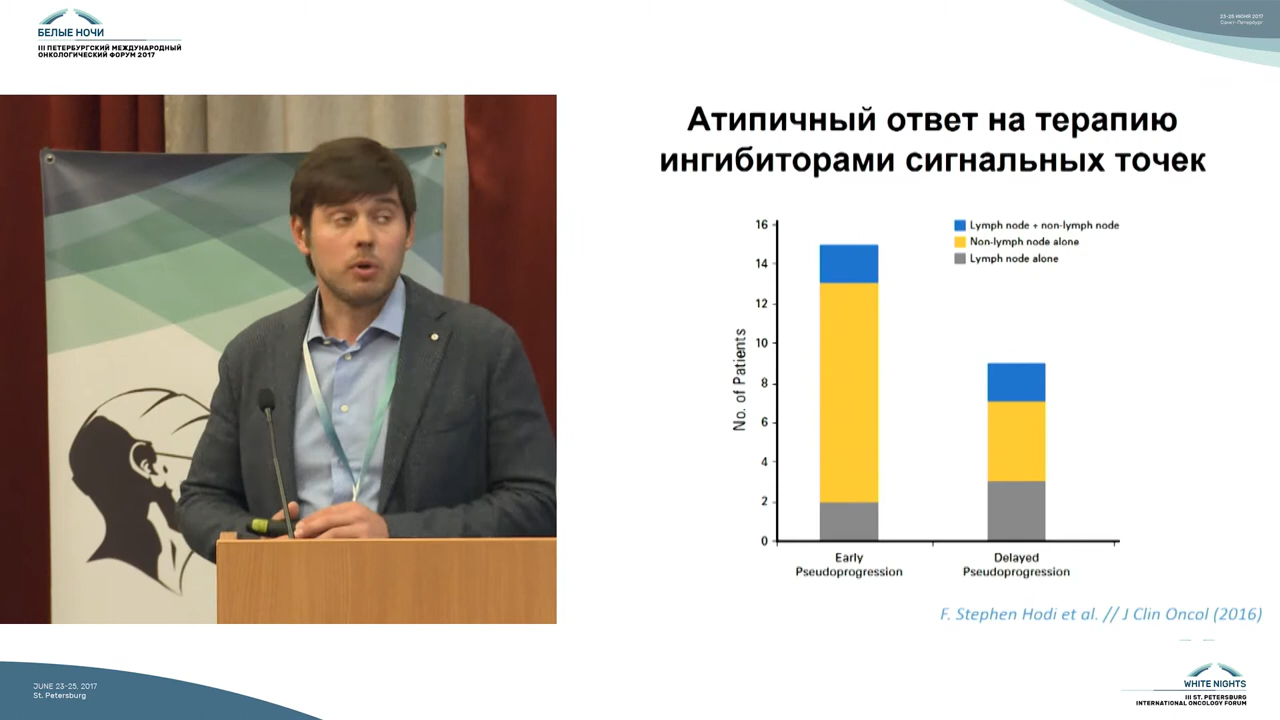 БЕЛЫЕ НОЧИ
III ПЕТЕРБУРГСКИЙ МЕЖДУНАРОДНЫЙ
ОНКОЛОГИЧЕСКИЙ ФОРУМ 2017
23-25 ИЮНЯ 2017
Санкт-Петербург
Атипичный ответ на терапию
ингибиторами сигнальных точек
Lymph node + non-lymph node
Non-lymph node alone
Lymph node alone
No. of Patients
16
14
12
10
8
6
4
2
0
Early
Pseudoprogression
Delayed
Pseudoprogression
F. Stephen Hodi et al. // J Clin Oncol (2016)
JUNE 23-25, 2017
St. Petersburg
WHITE NIGHTS
III ST. PETERSBURG
INTERNATIONAL ONCOLOGY FORUM